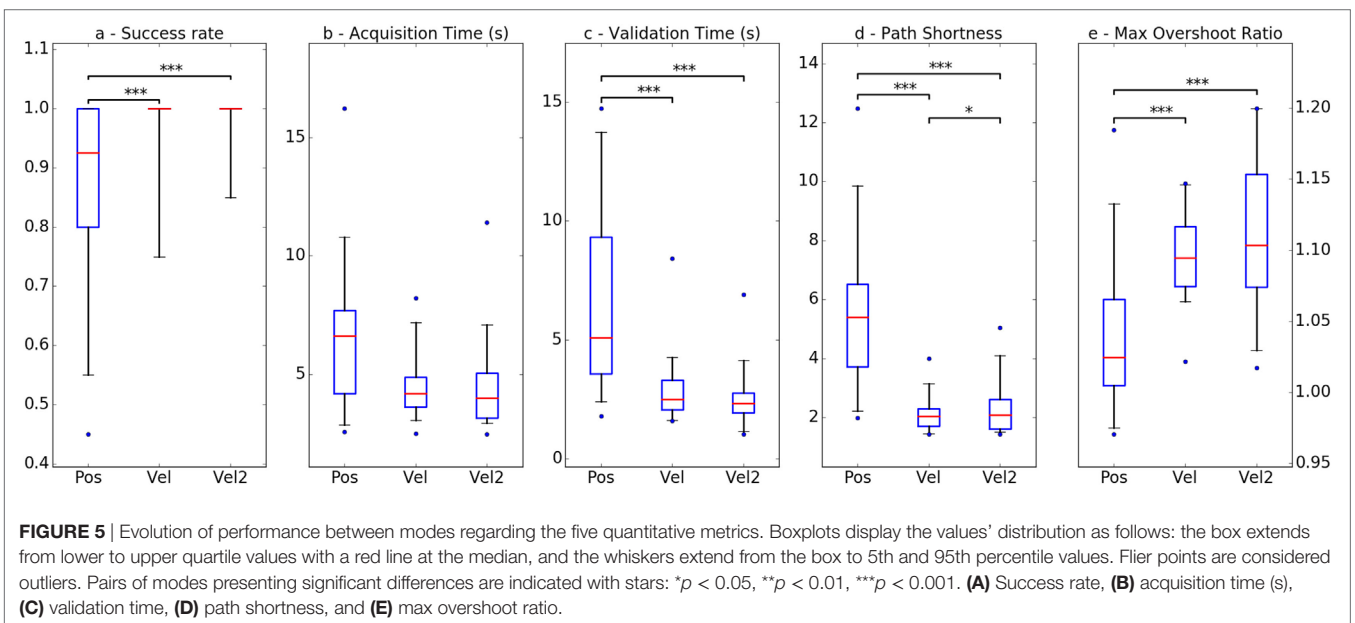 a - Success rate
b - Acquisition Time (s)
c - Validation Time (s)
d - Path Shortness
e - Max Overshoot Ratio
1.1
1.0
0.9
0.8
0.7
0.6
0.5
0.4
***
***
Pos Vel Vel2
15
10
5
Pos Vel Vel2
15
10
5
0
***
***
Pos Vel Vel2
14
12
10
8
6
4
2
***
***
*
Pos Vel Vel2
***
***
1.20
1.15
1.10
1.05
1.00
0.95
Pos Vel Vel2
FIGURE 5 | Evolution of performance between modes regarding the five quantitative metrics. Boxplots display the values' distribution as follows: the box extends
from lower to upper quartile values with a red line at the median, and the whiskers extend from the box to 5th and 95th percentile values. Flier points are considered
outliers. Pairs of modes presenting significant differences are indicated with stars: *p < 0.05, **p < 0.01, ***p < 0.001. (A) Success rate, (B) acquisition time (s),
(C) validation time, (D) path shortness, and (E) max overshoot ratio.